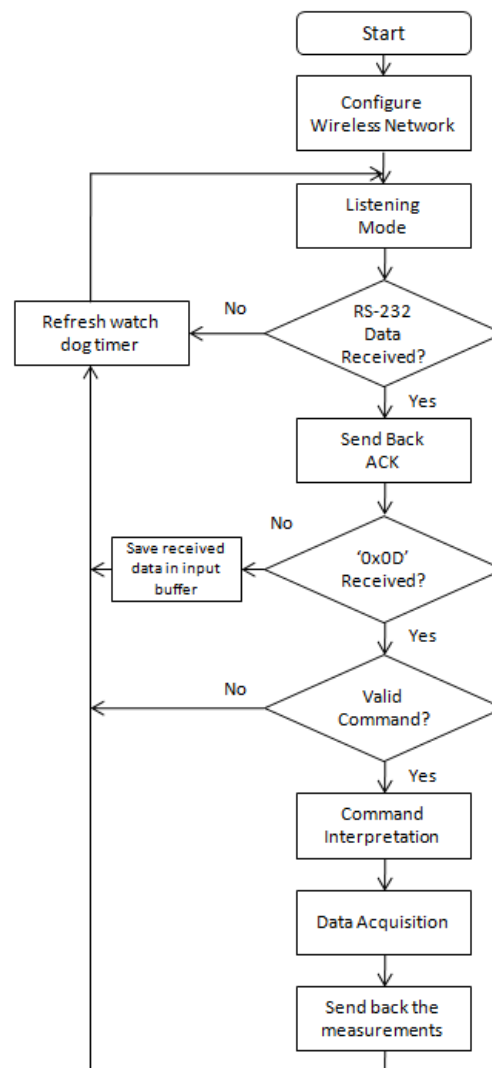 Start
Configure
Wireless Network
Listening
Mode
RS-232
Data
Received?
No
Refresh watch
dog timer
Yes
Send Back
ACK
‘0x0D’
Received?
No
Save received
data in input
buffer
Yes
Valid
Command?
No
Yes
Command
Interpretation
Data Acquisition
Send back the
measurements